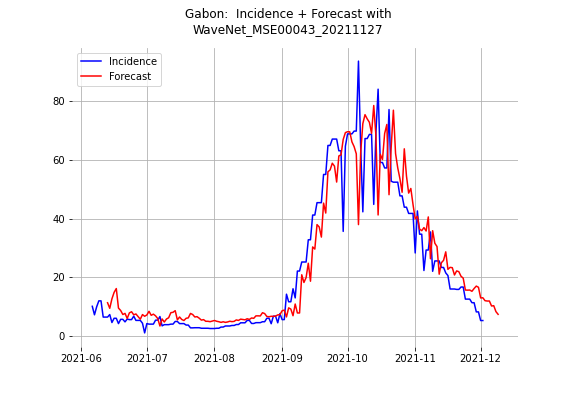 Gabon:  Incidence + Forecast with
WaveNet_MSE00043_20211127
Incidence
Forecast
80
60
40
20
0
2021-06 2021-07 2021-08 2021-09 2021-10 2021-11 2021-12